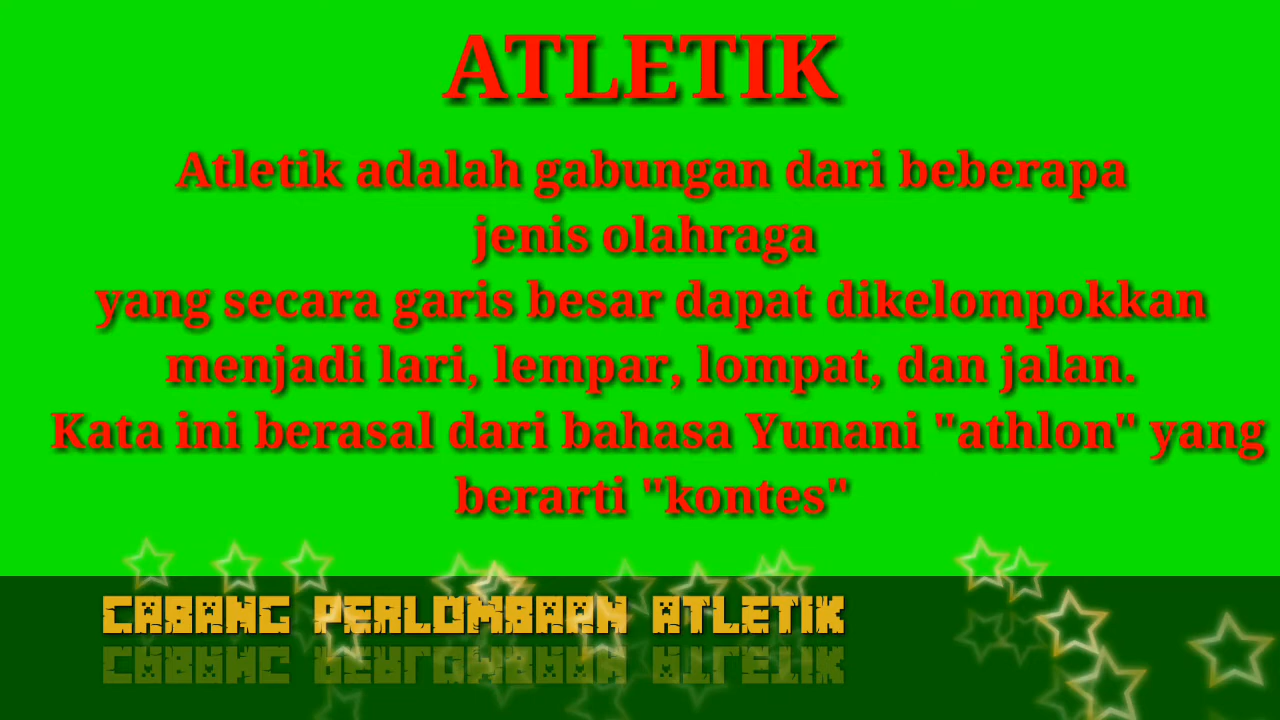 ATLETIK
Atletik adalah gabungan dari beberapa
jenis olahraga
yang secara garis besar dapat dikelompokkan
menjadi lari, lempar, lompat, dan jalan.
Kata ini berasal dari bahasa Yunani "athlon" yang
berarti "kontes"
CABANG PERLOMBAAN ATLETIK